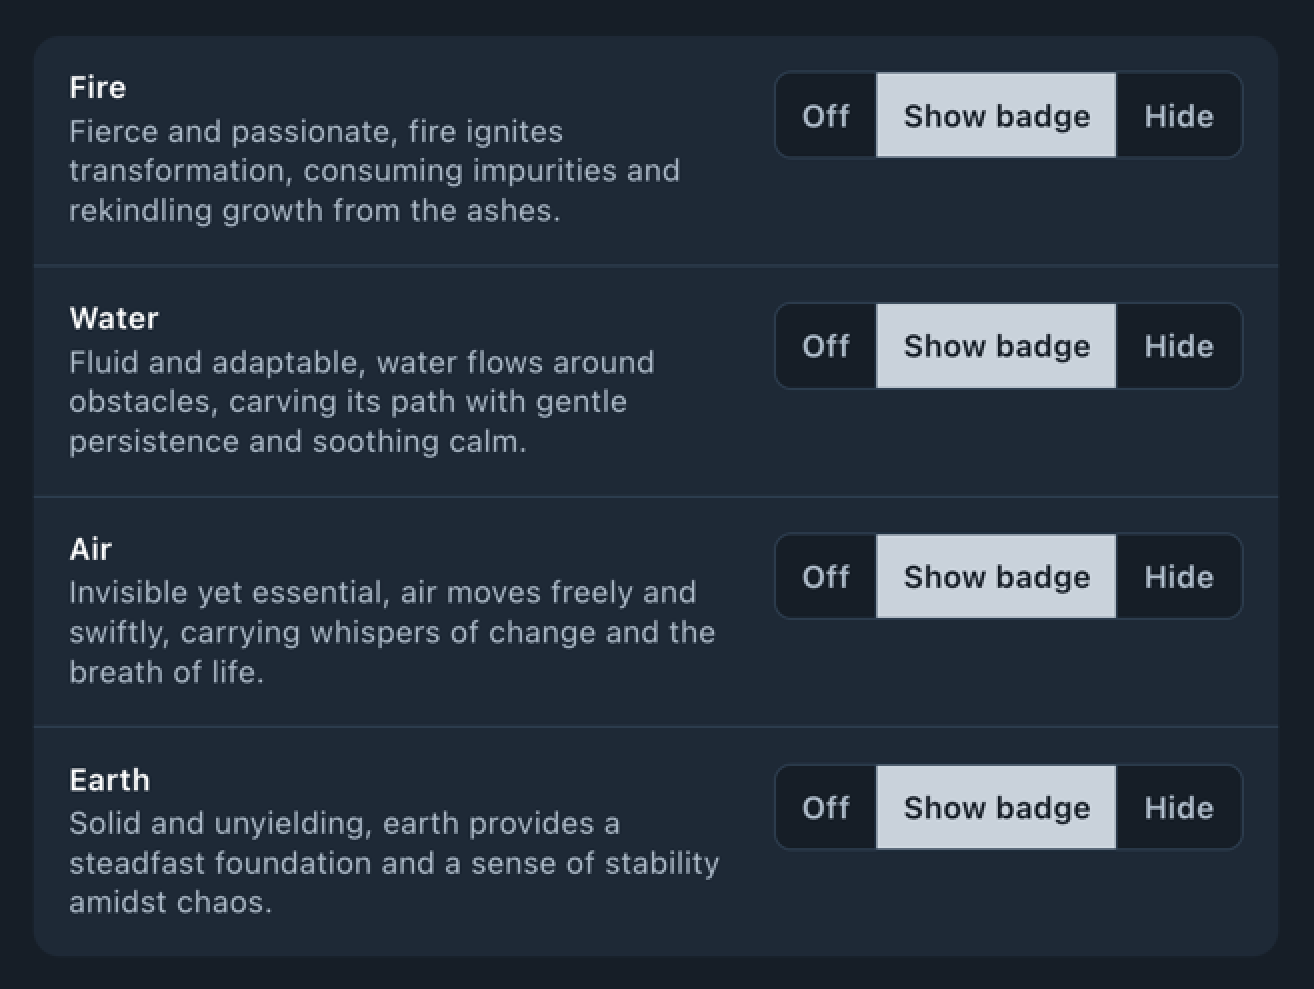 Fire
Off Show badge Hide
Fierce and passionate, fire ignites
transformation, consuming impurities and
rekindling growth from the ashes.
Water
Off Show badge Hide
Fluid and adaptable, water flows around
obstacles, carving its path with gentle
persistence and soothing calm.
Air
Off Show badge Hide
Invisible yet essential, air moves freely and
swiftly, carrying whispers of change and the
breath of life.
Earth
Off Show badge Hide
Solid and unyielding, earth provides a
steadfast foundation and a sense of stability
amidst chaos.